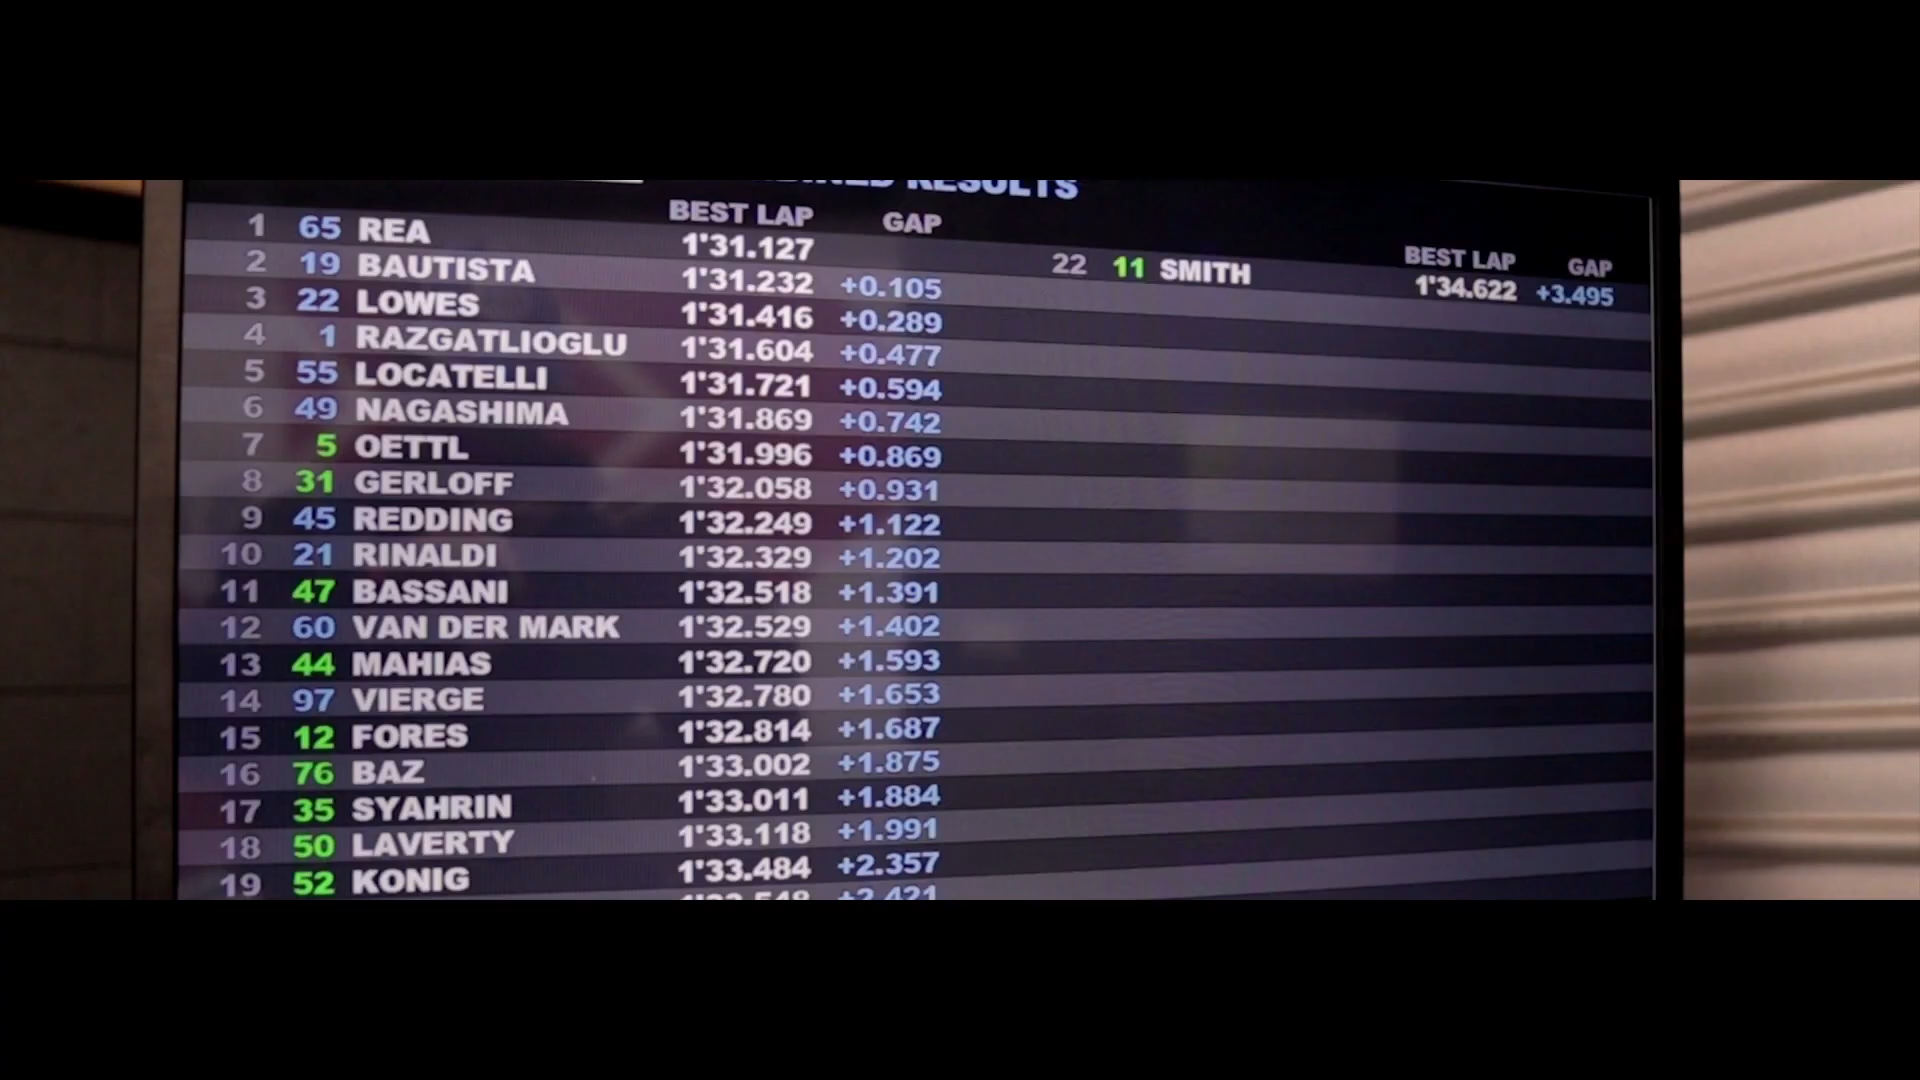 RESULTS
BEST LAP GAP
1 65 REA 1'31.127
2 19 BAUTISTA 1'31.232 +0.105
3 22 LOWES 1'31.416 +0.289
4 1 RAZGATLIOGLU 1'31.604 +0.477
5 55 LOCATELLI 1'31.721 +0.594
6 49 NAGASHIMA 1'31.869 +0.742
7 5 OETTL 1'31.996 +0.869
8 31 GERLOFF 1'32.058 +0.931
9 45 REDDING 1'32.249 +1.122
10 21 RINALDI 1'32.329 +1.202
11 47 BASSANI 1'32.518 +1.391
12 60 VAN DER MARK 1'32.529 +1.402
13 44 MAHIAS 1'32.720 +1.593
14 97 VIERGE 1'32.780 +1.653
15 12 FORES 1'32.814 +1.687
16 76 BAZ 1'33.002 +1.875
17 35 SYAHRIN 1'33.011 +1.884
18 50 LAVERTY 1'33.118 +1.991
19 52 KONIG 1'33.484 +2.357
+2.421
BEST LAP GAP
22 11 SMITH 1'34.622 +3.495